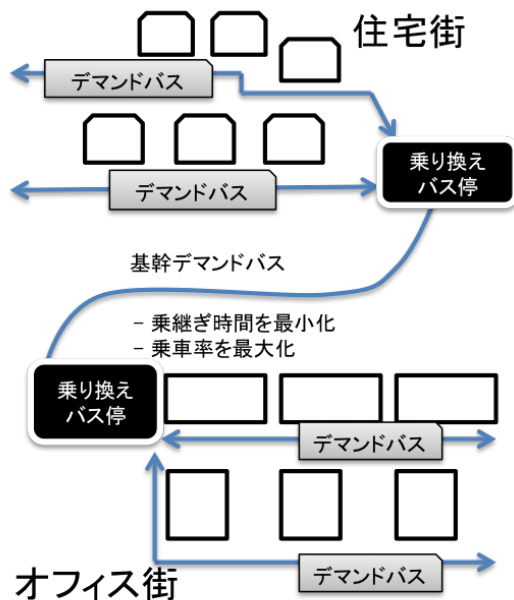 住宅街
デマンドバス
デマンドバス
乗り換え
バス停
基幹デマンドバス
− 乗継ぎ時間を最小化
− 乗車率を最大化
乗り換え
バス停
デマンドバス
デマンドバス
オフィス街